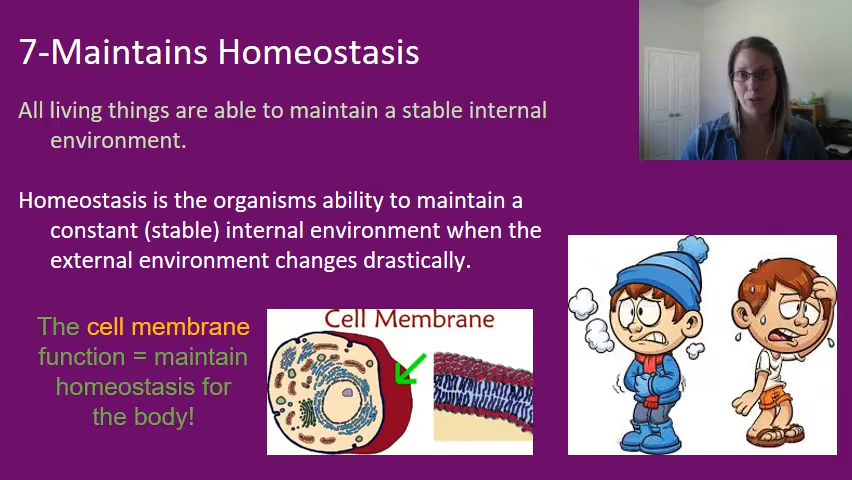 7-Maintains Homeostasis
All living things are able to maintain a stable internal
environment.
Homeostasis is the organisms ability to maintain a
constant (stable) internal environment when the
external environment changes drastically.
The cell membrane
function = maintain
homeostasis for
the body!
Cell Membrane